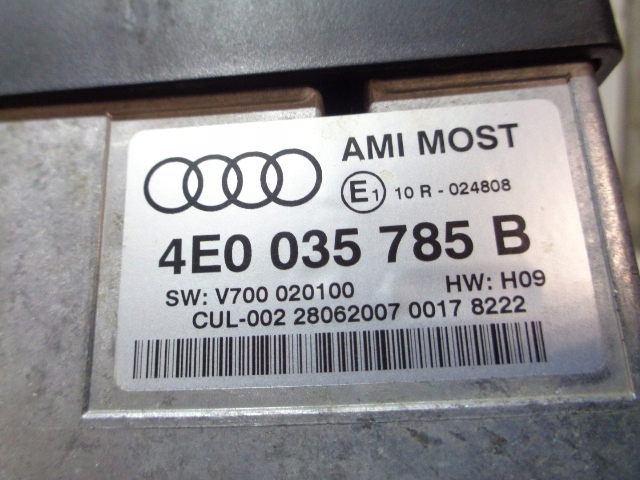 AMI MOST
E1 10 R - 024808
4E0 035 785 B
SW: V700 020100 HW: H09
CUL-002 28062007 0017 8222